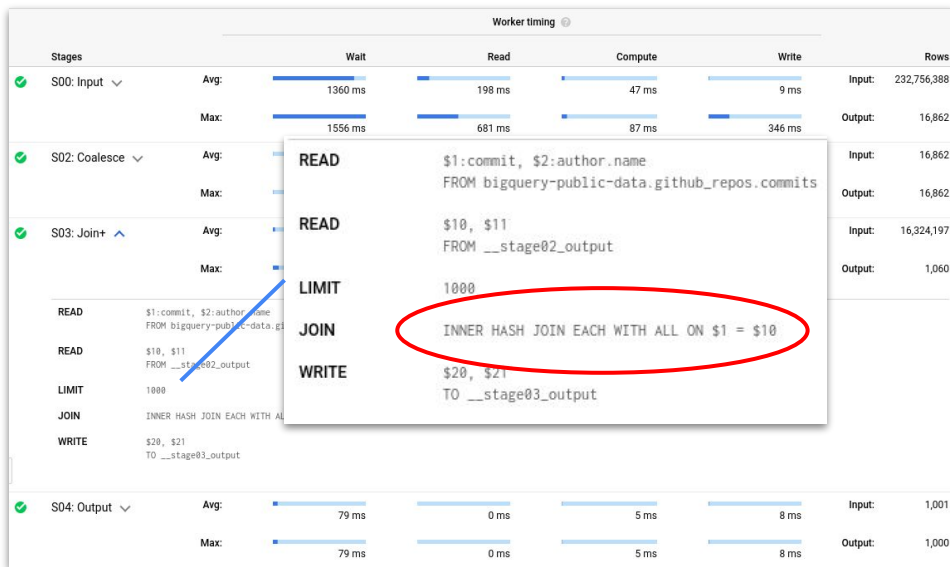 Worker timing
Stages Wait Read Compute Write Rows
S00: Input Avg: 1360 ms 198 ms 47 ms 9 ms Input: 232,756,388
Max: 1556 ms 681 ms 87 ms 346 ms Output: 16,862
S02: Coalesce Avg: Input: 16,862
Max: Output: 16,862
S03: Join+ Avg: Input: 16,324,197
Max: Output: 1,060
READ $1:commit, $2:author.name
FROM bigquery-public-data.github_repos.commits
READ $10, $11
FROM __stage02_output
LIMIT 1000
JOIN INNER HASH JOIN EACH WITH ALL ON $1 = $10
WRITE $20, $21
TO __stage03_output
READ $1:commit, $2:author.name
FROM bigquery-public-data.gi
READ $10, $11
FROM __stage02_output
LIMIT 1000
JOIN INNER HASH JOIN EACH WITH AL
WRITE $20, $21
TO __stage03_output
S04: Output Avg: 79 ms 0 ms 5 ms 8 ms Input: 1,001
Max: 79 ms 0 ms 5 ms 8 ms Output: 1,000